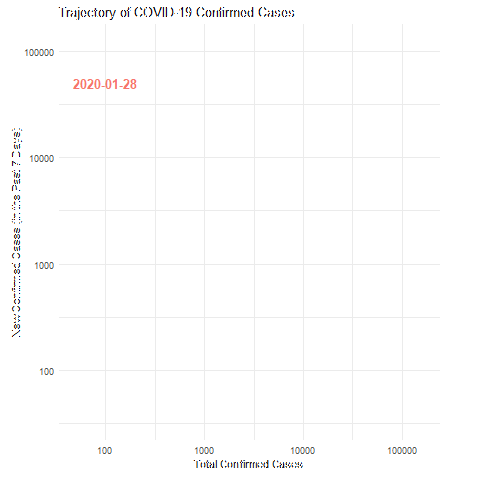 Trajectory of COVID-19 Confirmed Cases
100000
2020-01-28
10000
New Confirmed Cases (in the Past 7 Days)
1000
100
100 1000 10000 100000
Total Confirmed Cases